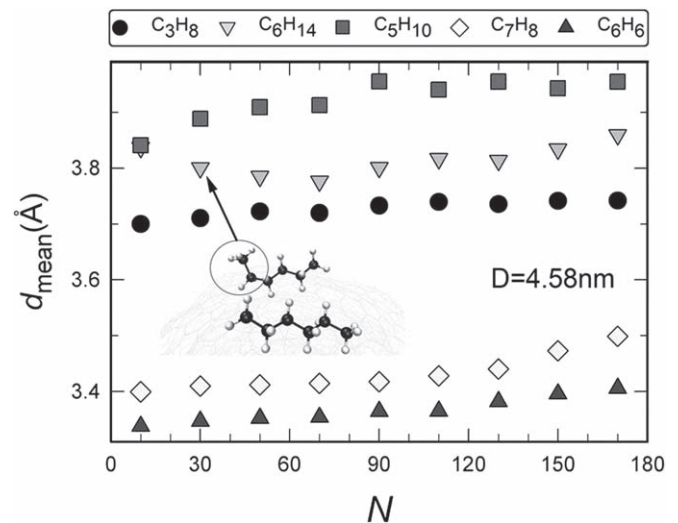 C₃H₈ C₆H₁₄ C₅H₁₀ C₇H₈ C₆H₆
d_mean(Å)
3.8
3.6
3.4
D=4.58nm
0 30 60 90 120 150 180
N